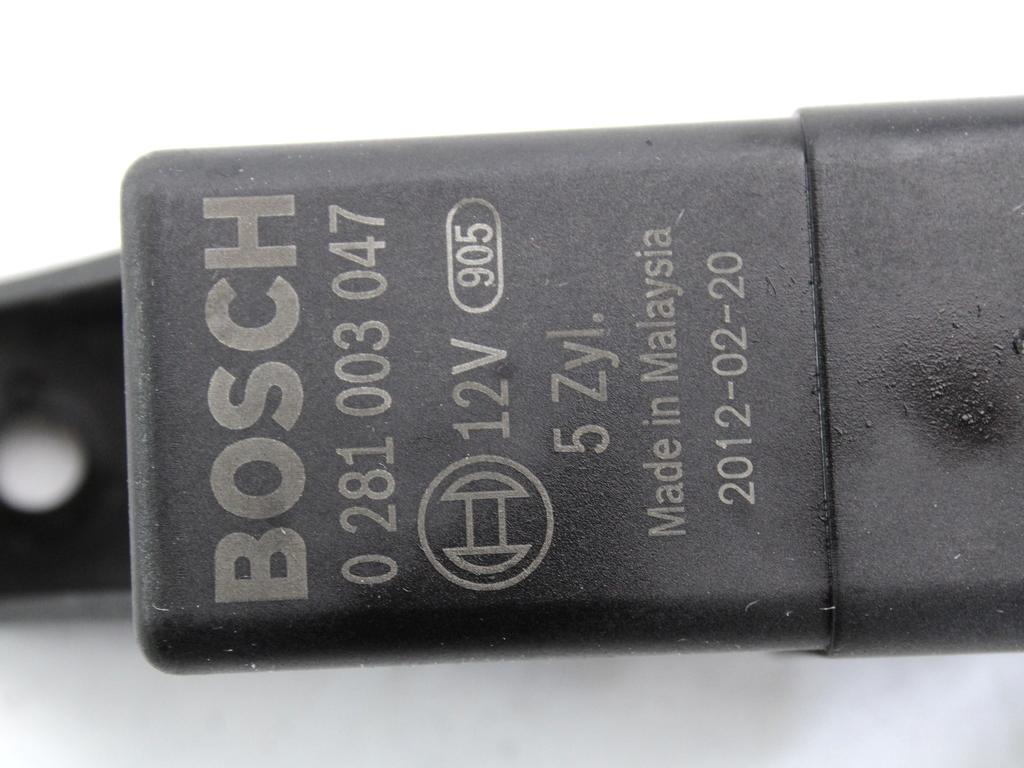 BOSCH
0 281 003 047
12V 905
5 Zyl.
Made in Malaysia
2012-02-20